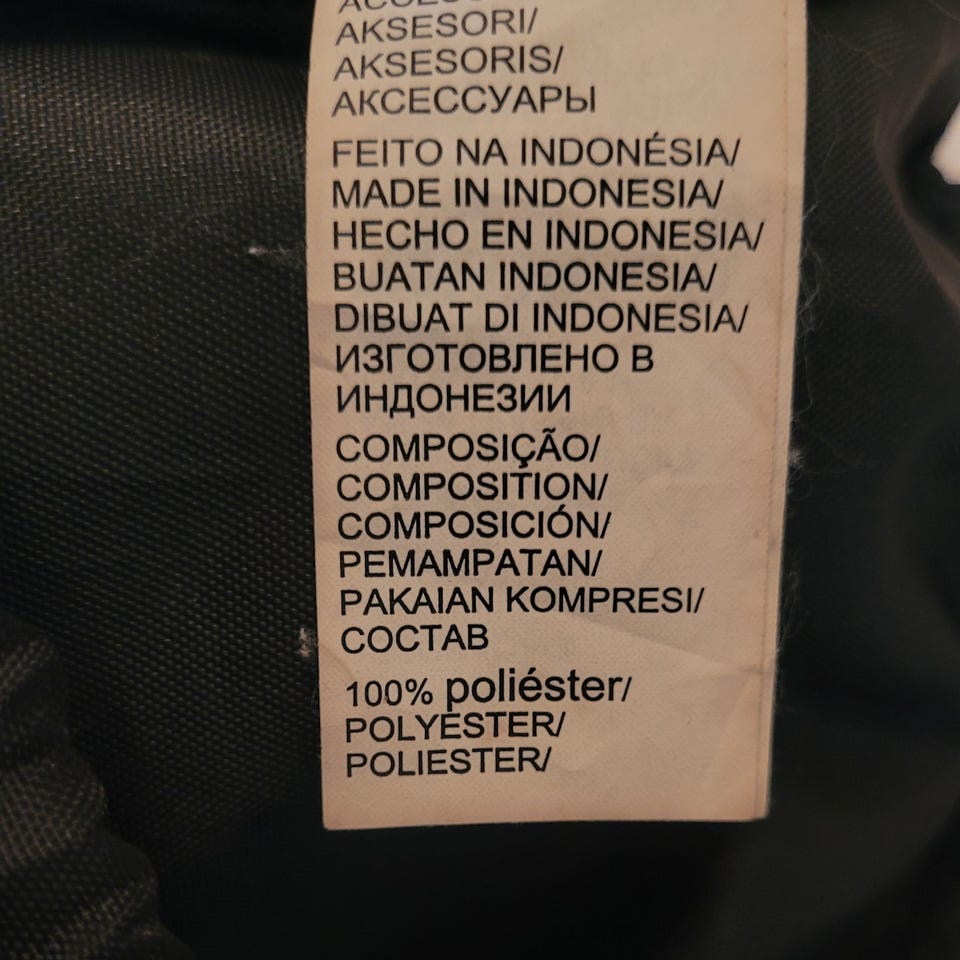 AKSESORI/
AKSESORIS/
АКСЕССУАРЫ
FEITO NA INDONÉSIA/
MADE IN INDONESIA/
HECHO EN INDONESIA/
BUATAN INDONESIA/
DIBUAT DI INDONESIA/
ИЗГОТОВЛЕНО В
ИНДОНЕЗИИ
COMPOSIÇÃO/
COMPOSITION/
COMPOSICIÓN/
PEMAMPATAN/
PAKAIAN KOMPRESI/
СОСТАВ
100% poliéster/
POLYESTER/
POLIESTER/